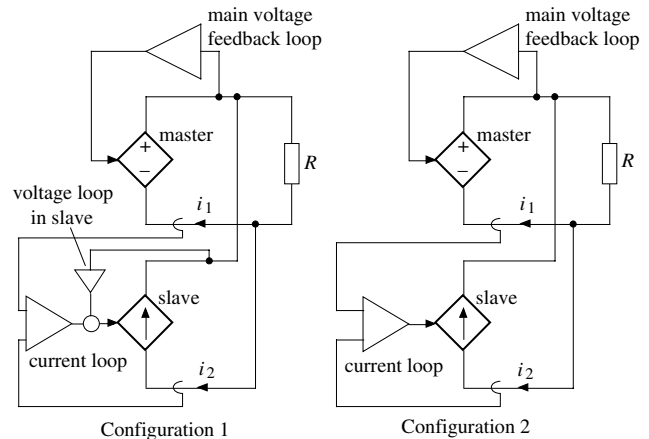 main voltage
feedback loop
+
−
master
R
voltage loop
in slave
i1
slave
current loop
i2
Configuration 1
main voltage
feedback loop
+
−
master
R
i1
slave
current loop
i2
Configuration 2